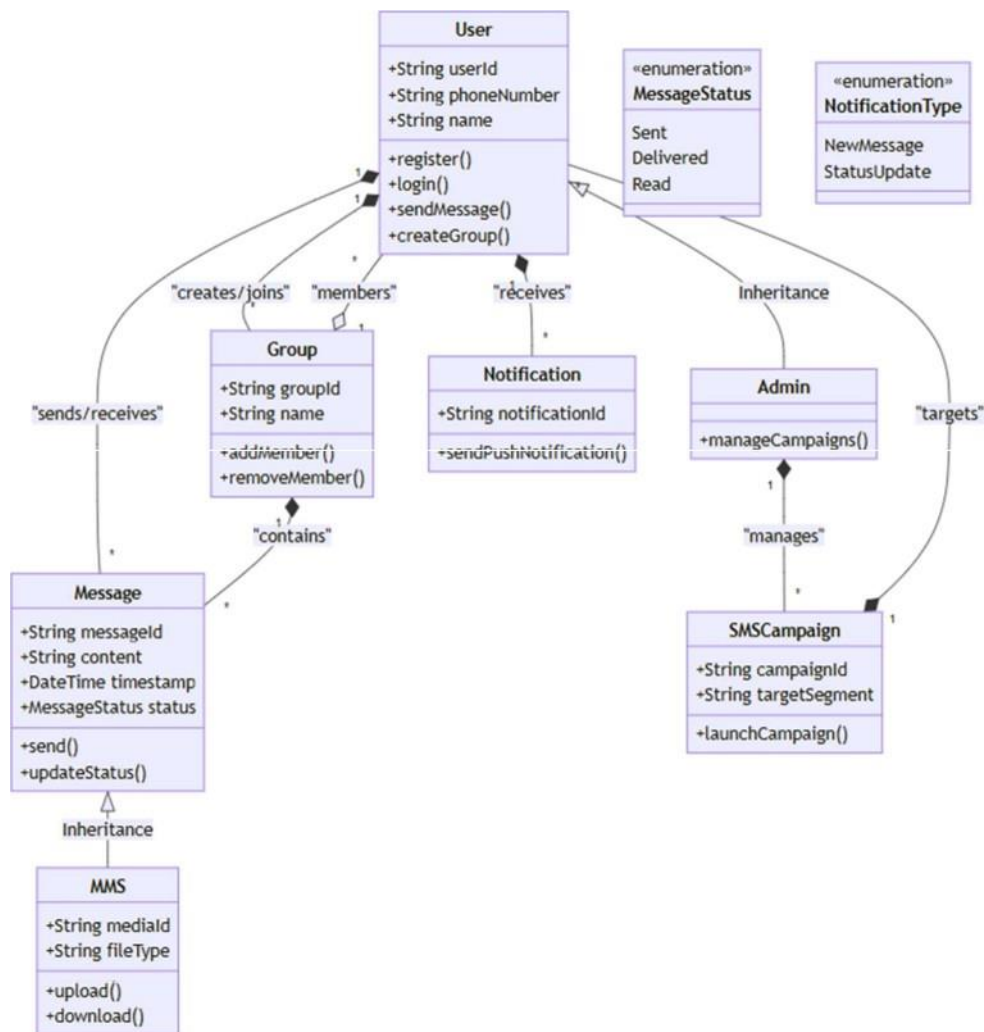 User
+String userId
+String phoneNumber
+String name
+register()
+login()
+sendMessage()
+createGroup()
«enumeration»
MessageStatus
Sent
Delivered
Read
«enumeration»
NotificationType
NewMessage
StatusUpdate
1
1
*
1
*
"creates/joins"
"members"
"receives"
Inheritance
*
1
*
Group
+String groupId
+String name
+addMember()
+removeMember()
Notification
+String notificationId
+sendPushNotification()
Admin
+manageCampaigns()
"sends/receives"
"targets"
1
1
"contains"
"manages"
*
*
*
1
Message
+String messageId
+String content
+DateTime timestamp
+MessageStatus status
+send()
+updateStatus()
SMSCampaign
+String campaignId
+String targetSegment
+launchCampaign()
Inheritance
MMS
+String mediaId
+String fileType
+upload()
+download()